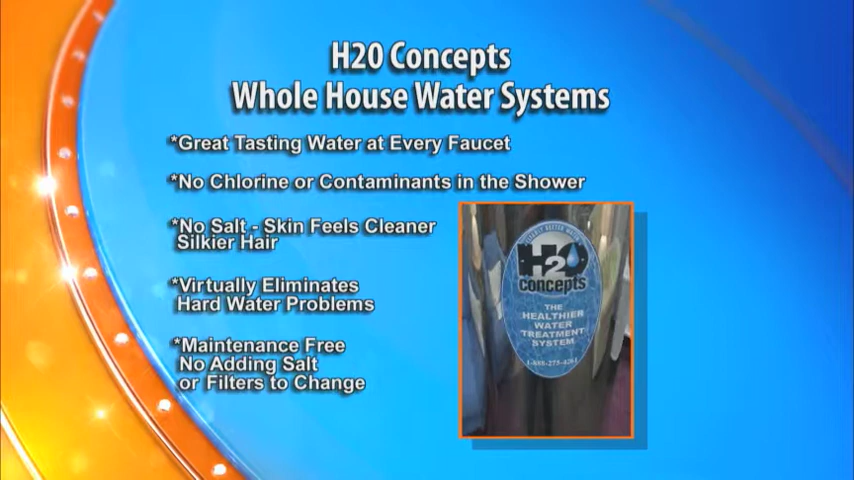 H20 Concepts
Whole House Water Systems
*Great Tasting Water at Every Faucet
*No Chlorine or Contaminants in the Shower
*No Salt - Skin Feels Cleaner
Silkier Hair
*Virtually Eliminates
Hard Water Problems
*Maintenance Free
No Adding Salt
or Filters to Change
H2O
concepts
THE
HEALTHIER
WATER
TREATMENT
SYSTEM